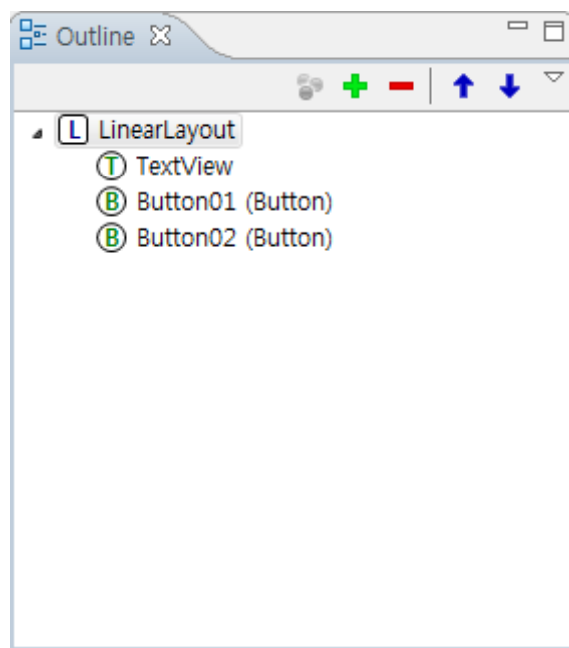 Outline
L LinearLayout
T TextView
B Button01 (Button)
B Button02 (Button)